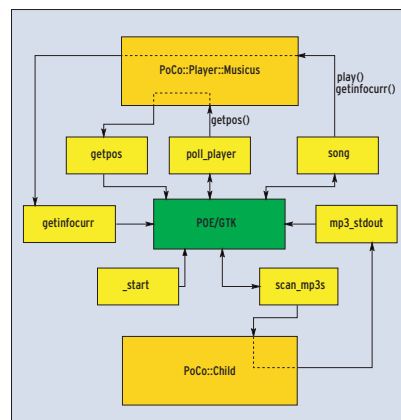 PoCo::Player::Musicus
play()
getinfocurr()
getpos()
getpos
poll_player
song
getinfocurr
POE/GTK
mp3_stdout
_start
scan_mp3s
PoCo::Child